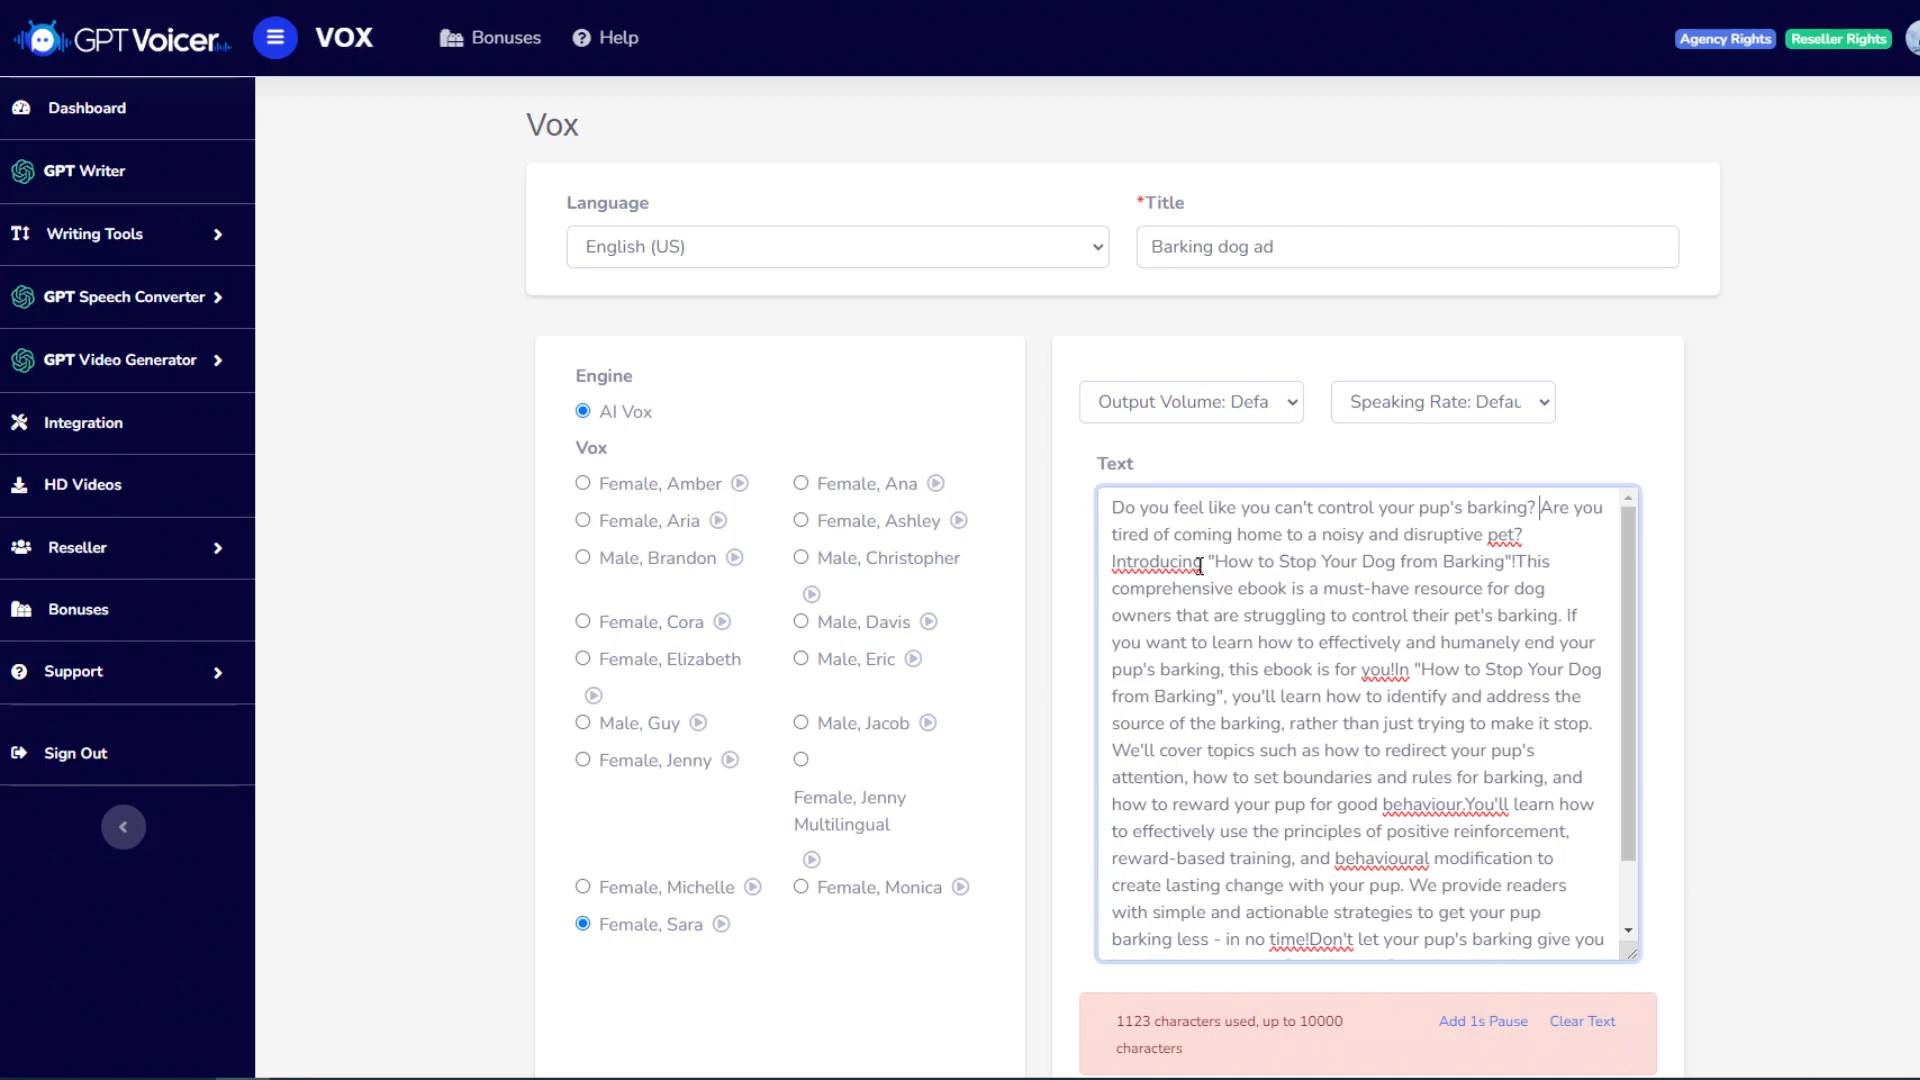 GPT Voicer
VOX
Bonuses
Help
Agency Rights
Reseller Rights
Dashboard
GPT Writer
Writing Tools
GPT Speech Converter
GPT Video Generator
Integration
HD Videos
Reseller
Bonuses
Support
Sign Out
Vox
Language
*Title
English (US)
Barking dog ad
Engine
AI Vox
Vox
Female, Amber
Female, Ana
Female, Aria
Female, Ashley
Male, Brandon
Male, Christopher
Female, Cora
Male, Davis
Female, Elizabeth
Male, Eric
Male, Guy
Male, Jacob
Female, Jenny
Female, Jenny
Multilingual
Female, Michelle
Female, Monica
Female, Sara
Output Volume: Defa
Speaking Rate: Defau
Text
Do you feel like you can't control your pup's barking? Are you
tired of coming home to a noisy and disruptive pet?
Introducing "How to Stop Your Dog from Barking"!This
comprehensive ebook is a must-have resource for dog
owners that are struggling to control their pet's barking. If
you want to learn how to effectively and humanely end your
pup's barking, this ebook is for you!In "How to Stop Your Dog
from Barking", you'll learn how to identify and address the
source of the barking, rather than just trying to make it stop.
We'll cover topics such as how to redirect your pup's
attention, how to set boundaries and rules for barking, and
how to reward your pup for good behaviour.You'll learn how
to effectively use the principles of positive reinforcement,
reward-based training, and behavioural modification to
create lasting change with your pup. We provide readers
with simple and actionable strategies to get your pup
barking less - in no time!Don't let your pup's barking give you
1123 characters used, up to 10000
characters
Add 1s Pause
Clear Text